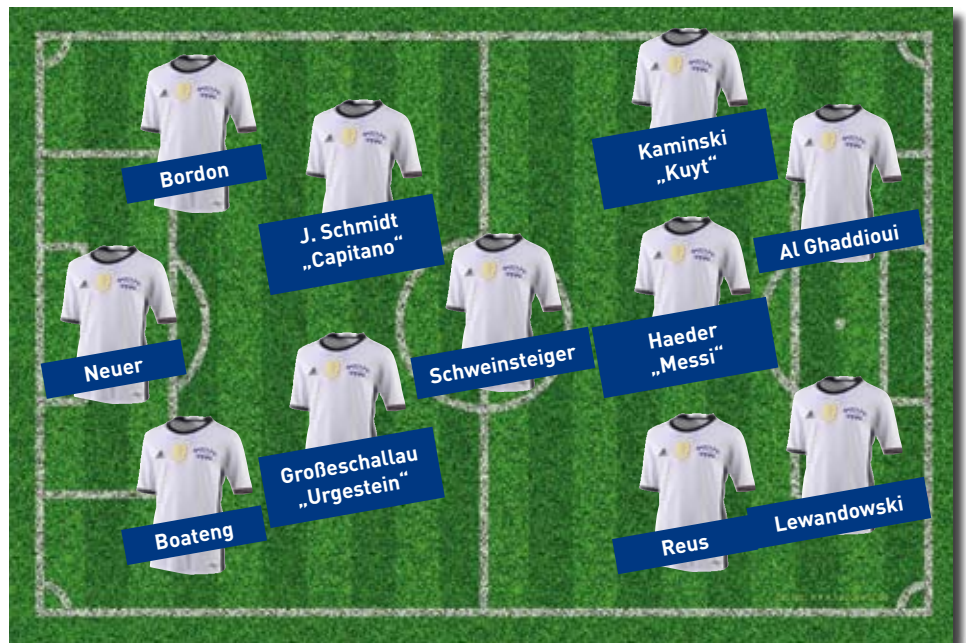 Bordon
J. Schmidt
„Capitano“
Kaminski
„Kuyt“
Al Ghaddioui
Neuer
Schweinsteiger
Haeder
„Messi“
Großeschallau
„Urgestein“
Boateng
Reus
Lewandowski